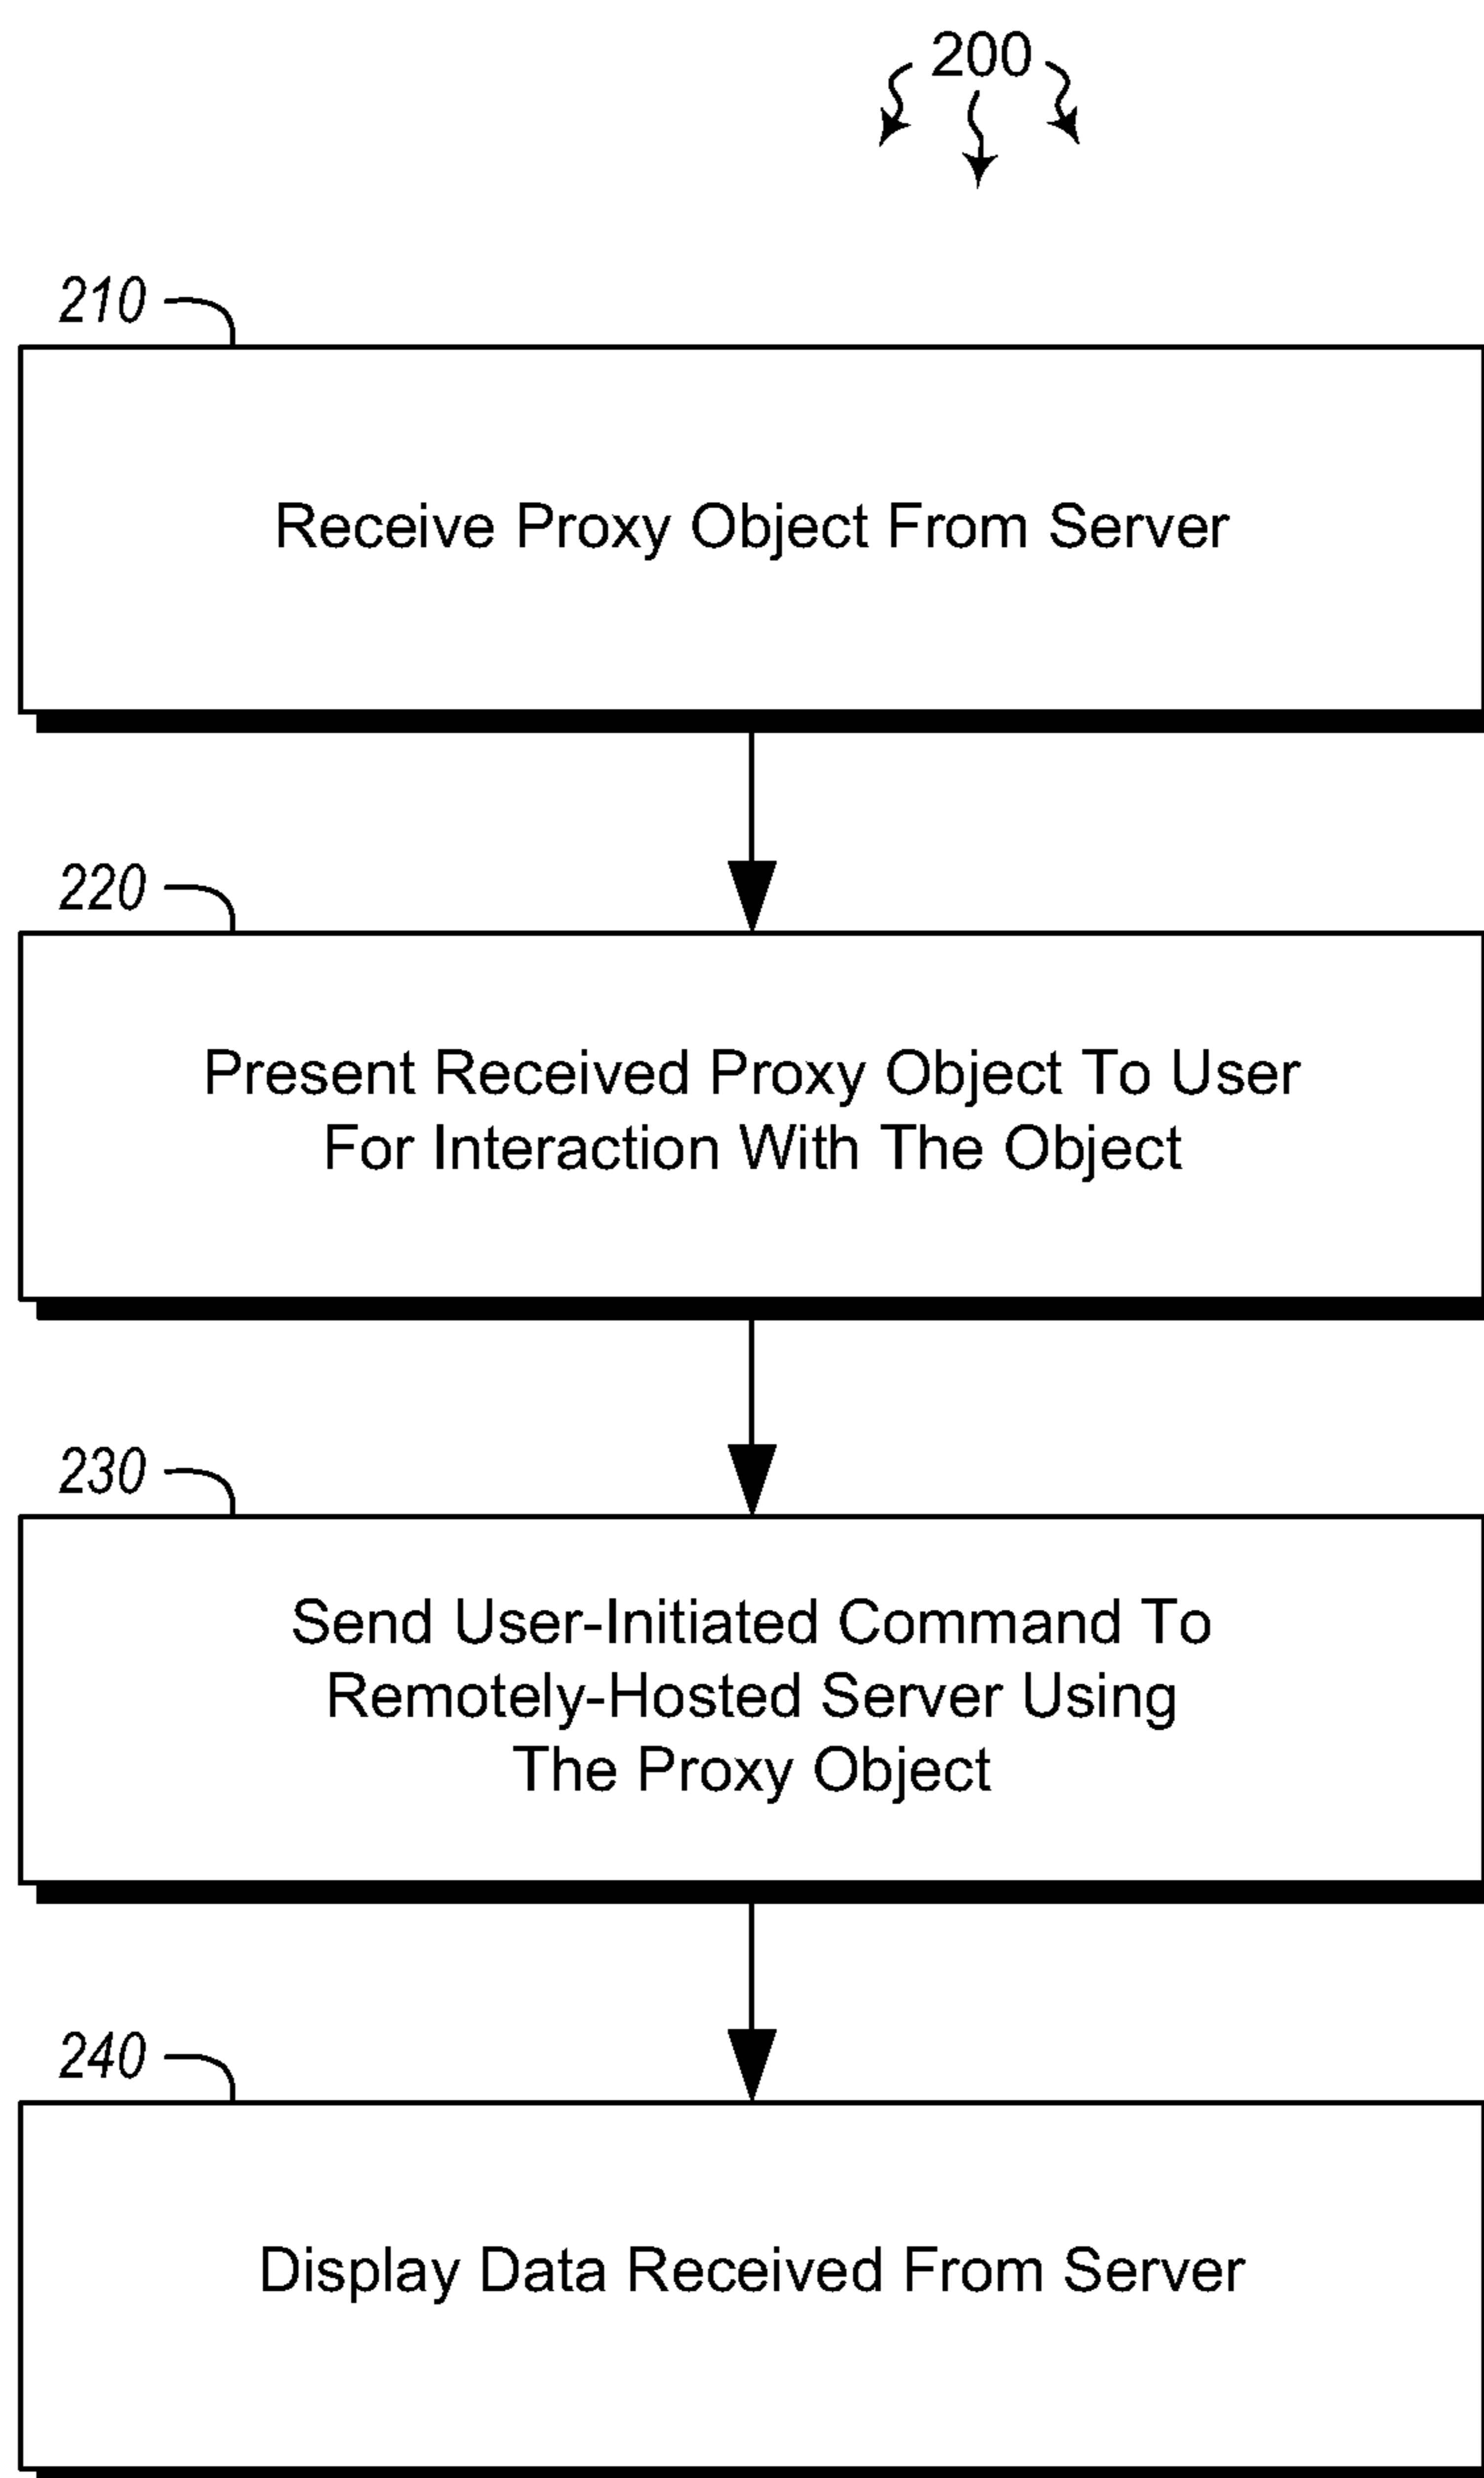 200
210
Receive Proxy Object From Server
220
Present Received Proxy Object To User
For Interaction With The Object
230
Send User-Initiated Command To
Remotely-Hosted Server Using
The Proxy Object
240
Display Data Received From Server